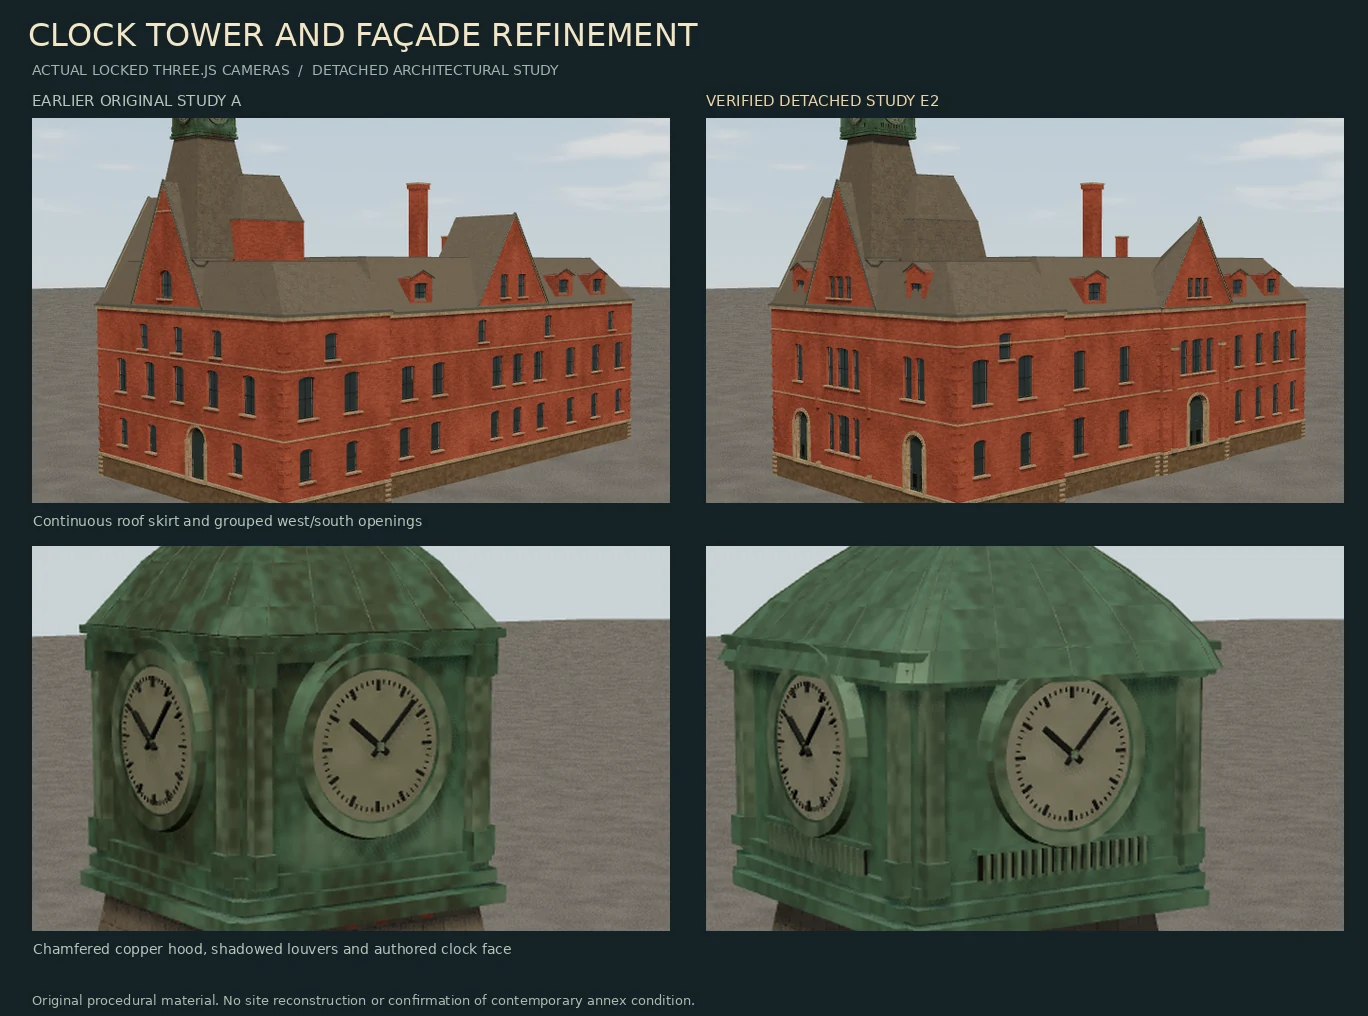 CLOCK TOWER AND FAÇADE REFINEMENT
ACTUAL LOCKED THREE.JS CAMERAS / DETACHED ARCHITECTURAL STUDY
EARLIER ORIGINAL STUDY A
VERIFIED DETACHED STUDY E2
Continuous roof skirt and grouped west/south openings
Chamfered copper hood, shadowed louvers and authored clock face
Original procedural material. No site reconstruction or confirmation of contemporary annex condition.